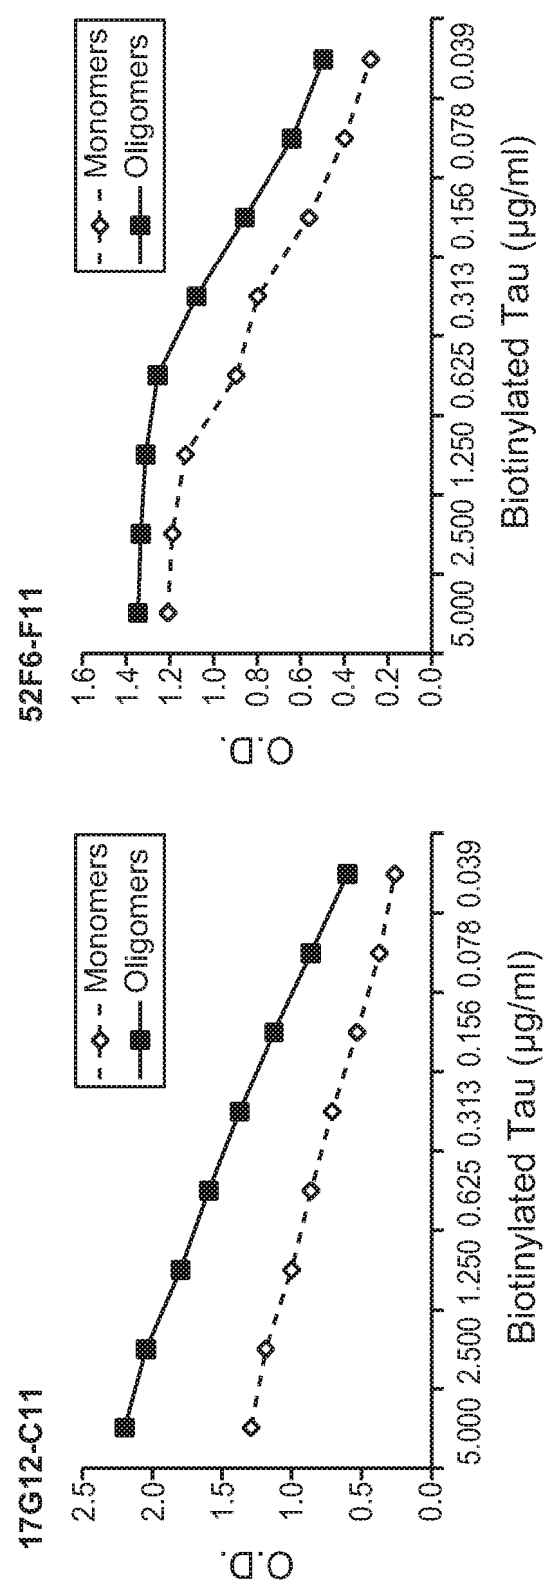 17G12-C11
O.D.
2.5
2.0
1.5
1.0
0.5
0.0
Monomers
Oligomers
5.000 2.500 1.250 0.625 0.313 0.156 0.078 0.039
Biotinylated Tau (μg/ml)
52F6-F11
O.D.
1.6
1.4
1.2
1.0
0.8
0.6
0.4
0.2
0.0
Monomers
Oligomers
5.000 2.500 1.250 0.625 0.313 0.156 0.078 0.039
Biotinylated Tau (μg/ml)